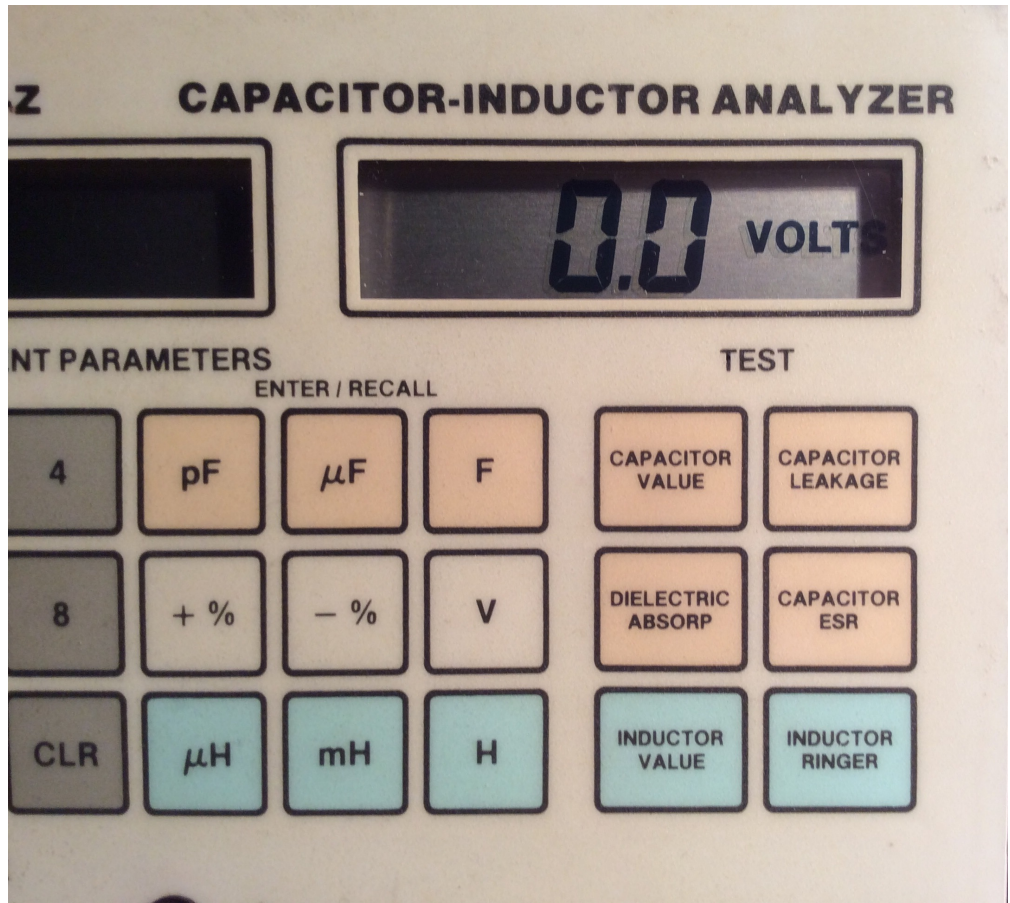 Z CAPACITOR-INDUCTOR ANALYZER
0.0 VOLTS
NT PARAMETERS
TEST
ENTER / RECALL
4
pF
µF
F
CAPACITOR
VALUE
CAPACITOR
LEAKAGE
8
+ %
− %
V
DIELECTRIC
ABSORP
CAPACITOR
ESR
CLR
µH
mH
H
INDUCTOR
VALUE
INDUCTOR
RINGER